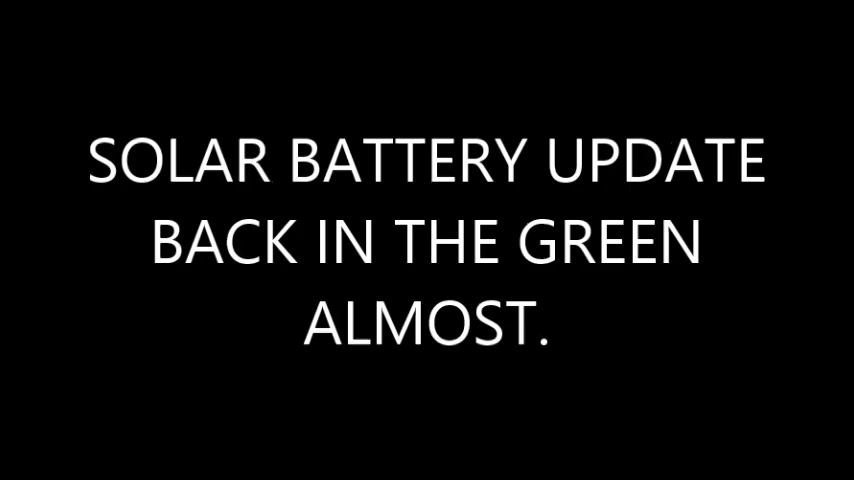 SOLAR BATTERY UPDATE
BACK IN THE GREEN
ALMOST.